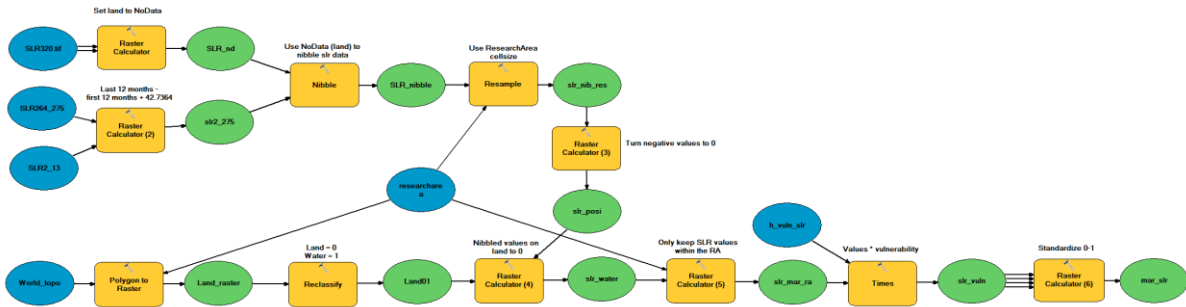 Set land to NoData
SLR320.tif
Raster
Calculator
SLR_nd
Use NoData (land) to
nibble slr data
Nibble
SLR_nibble
Use ResearchArea
cellsize
Resample
slr_nib_res
Last 12 months -
first 12 months + 42.7364
SLR264_275
Raster
Calculator (2)
slr2_275
SLR2_13
Raster
Calculator (3)
Turn negative values to 0
researchare
a
slr_posi
h_vuln_slr
Land = 0
Water = 1
Nibbled values on
land to 0
Only keep SLR values
within the RA
Values * vulnerability
Standardize 0-1
World_topo
Polygon to
Raster
Land_raster
Reclassify
Land01
Raster
Calculator (4)
slr_water
Raster
Calculator (5)
slr_mar_ra
Times
slr_vuln
Raster
Calculator (6)
mar_slr